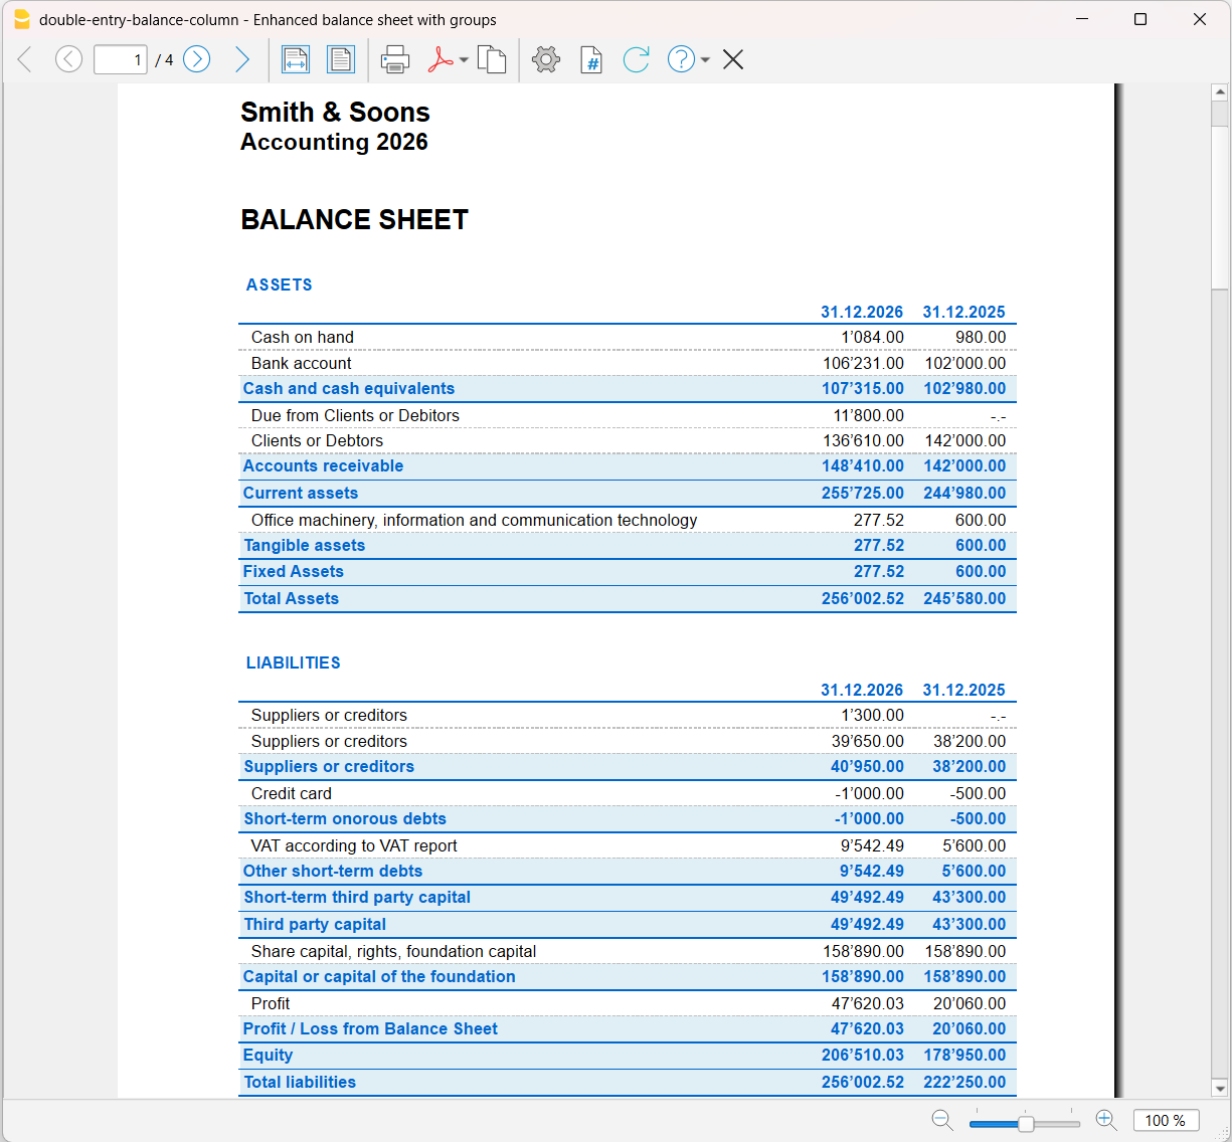 double-entry-balance-column - Enhanced balance sheet with groups
1 / 4
#
?
Smith & Soons
Accounting 2026
BALANCE SHEET
ASSETS
31.12.2026 31.12.2025
Cash on hand 1’084.00 980.00
Bank account 106’231.00 102’000.00
Cash and cash equivalents 107’315.00 102’980.00
Due from Clients or Debitors 11’800.00 -.-
Clients or Debtors 136’610.00 142’000.00
Accounts receivable 148’410.00 142’000.00
Current assets 255’725.00 244’980.00
Office machinery, information and communication technology 277.52 600.00
Tangible assets 277.52 600.00
Fixed Assets 277.52 600.00
Total Assets 256’002.52 245’580.00
LIABILITIES
31.12.2026 31.12.2025
Suppliers or creditors 1’300.00 -.-
Suppliers or creditors 39’650.00 38’200.00
Suppliers or creditors 40’950.00 38’200.00
Credit card -1’000.00 -500.00
Short-term onorous debts -1’000.00 -500.00
VAT according to VAT report 9’542.49 5’600.00
Other short-term debts 9’542.49 5’600.00
Short-term third party capital 49’492.49 43’300.00
Third party capital 49’492.49 43’300.00
Share capital, rights, foundation capital 158’890.00 158’890.00
Capital or capital of the foundation 158’890.00 158’890.00
Profit 47’620.03 20’060.00
Profit / Loss from Balance Sheet 47’620.03 20’060.00
Equity 206’510.03 178’950.00
Total liabilities 256’002.52 222’250.00
100 %